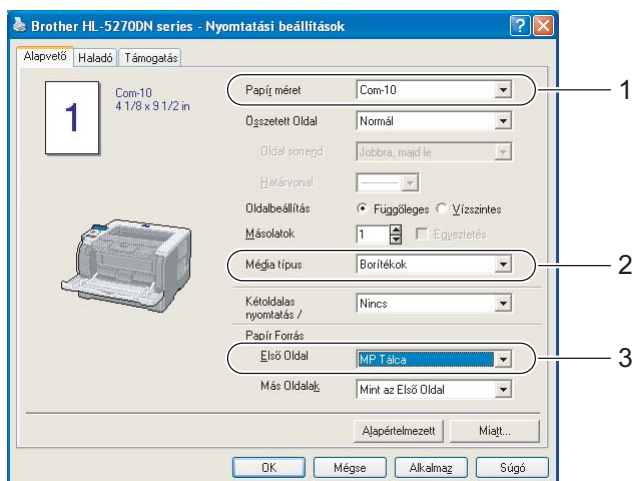 Brother HL-5270DN series - Nyomtatási beállítások
Alapvető Haladó Támogatás
1
Com-10
4 1/8 x 9 1/2 in
Papír méret Com-10 1
Összetett Oldal Normál
Oldal sorrend Jobbra, majd le
Határvonal
Oldalbeállítás Függőleges Vízszintes
Másolatok 1 Egyeztetés
Média típus Borítékok 2
Kétoldalas
nyomtatás / Nincs
Papír Forrás
Első Oldal MP Tálca 3
Más Oldalak Mint az Első Oldal
Alapértelmezett Miatt...
OK Mégse Alkalmaz Súgó